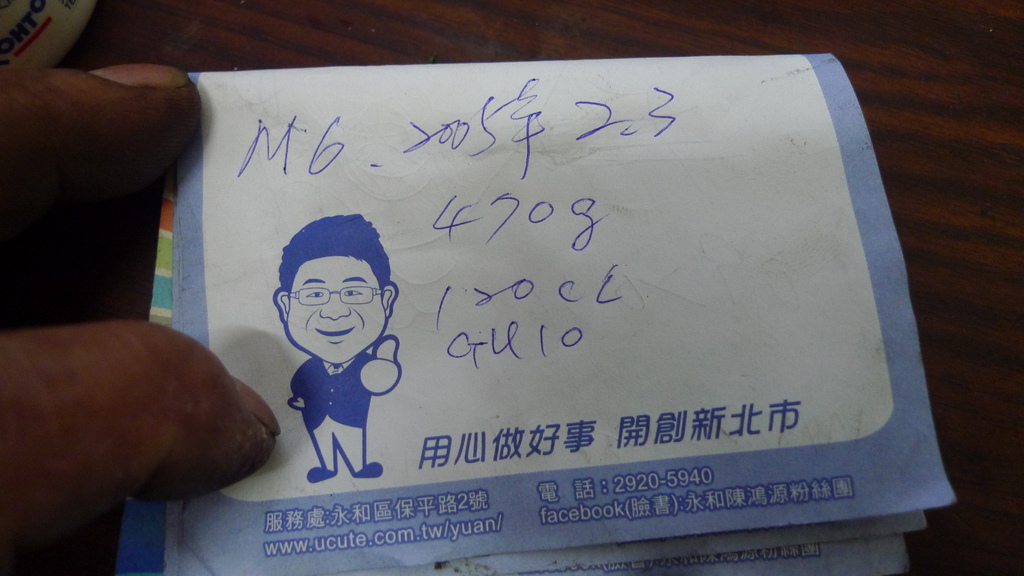 OHTO
M6. 2005年 2.3
470g
120cc
GU10
用心做好事 開創新北市
服務處:永和區保平路2號
電 話:2920-5940
www.ucute.com.tw/yuan/
facebook(臉書):永和陳鴻源粉絲團